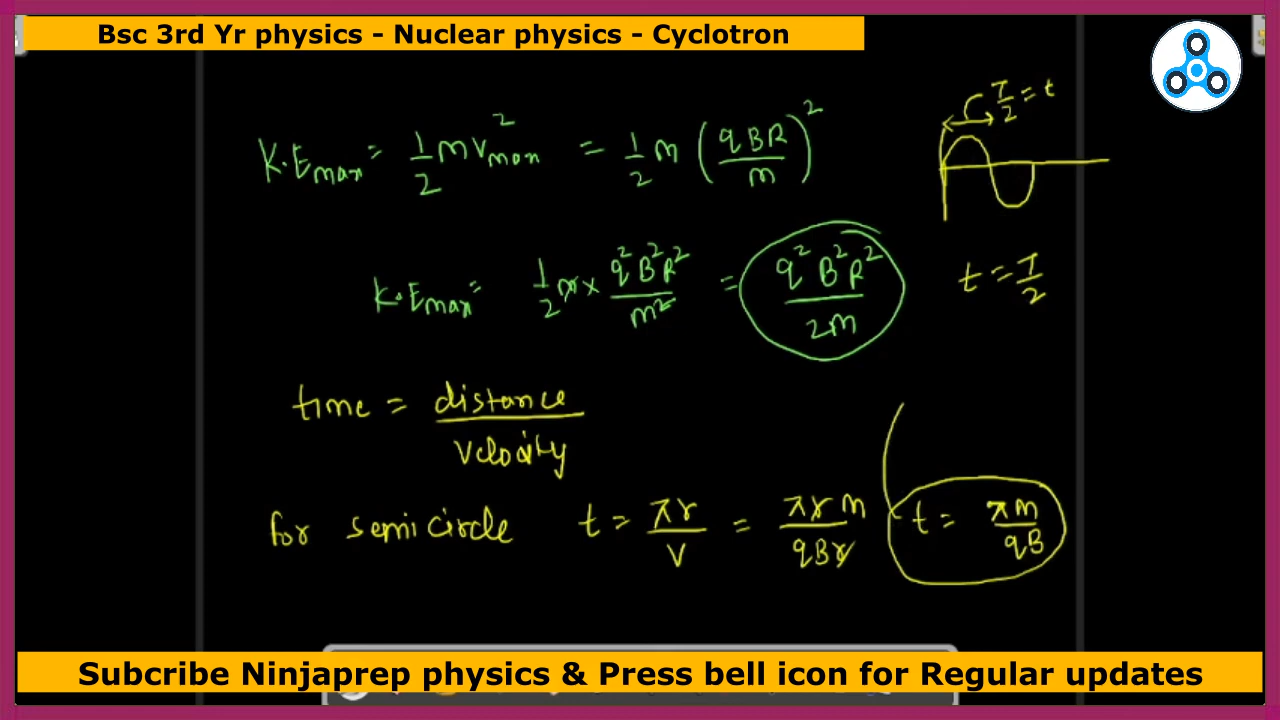 Bsc 3rd Yr physics - Nuclear physics - Cyclotron
T/2 = t
K.Emax = 1/2 mv²max = 1/2 m (qBR/m)²
t = T/2
K.Emax = 1/2 m × q²B²R²/m² = q²B²R²/2m
time = distance/velocity
for semicircle t = πr/v = πrm/qBr t = πm/qB
Subcribe Ninjaprep physics & Press bell icon for Regular updates